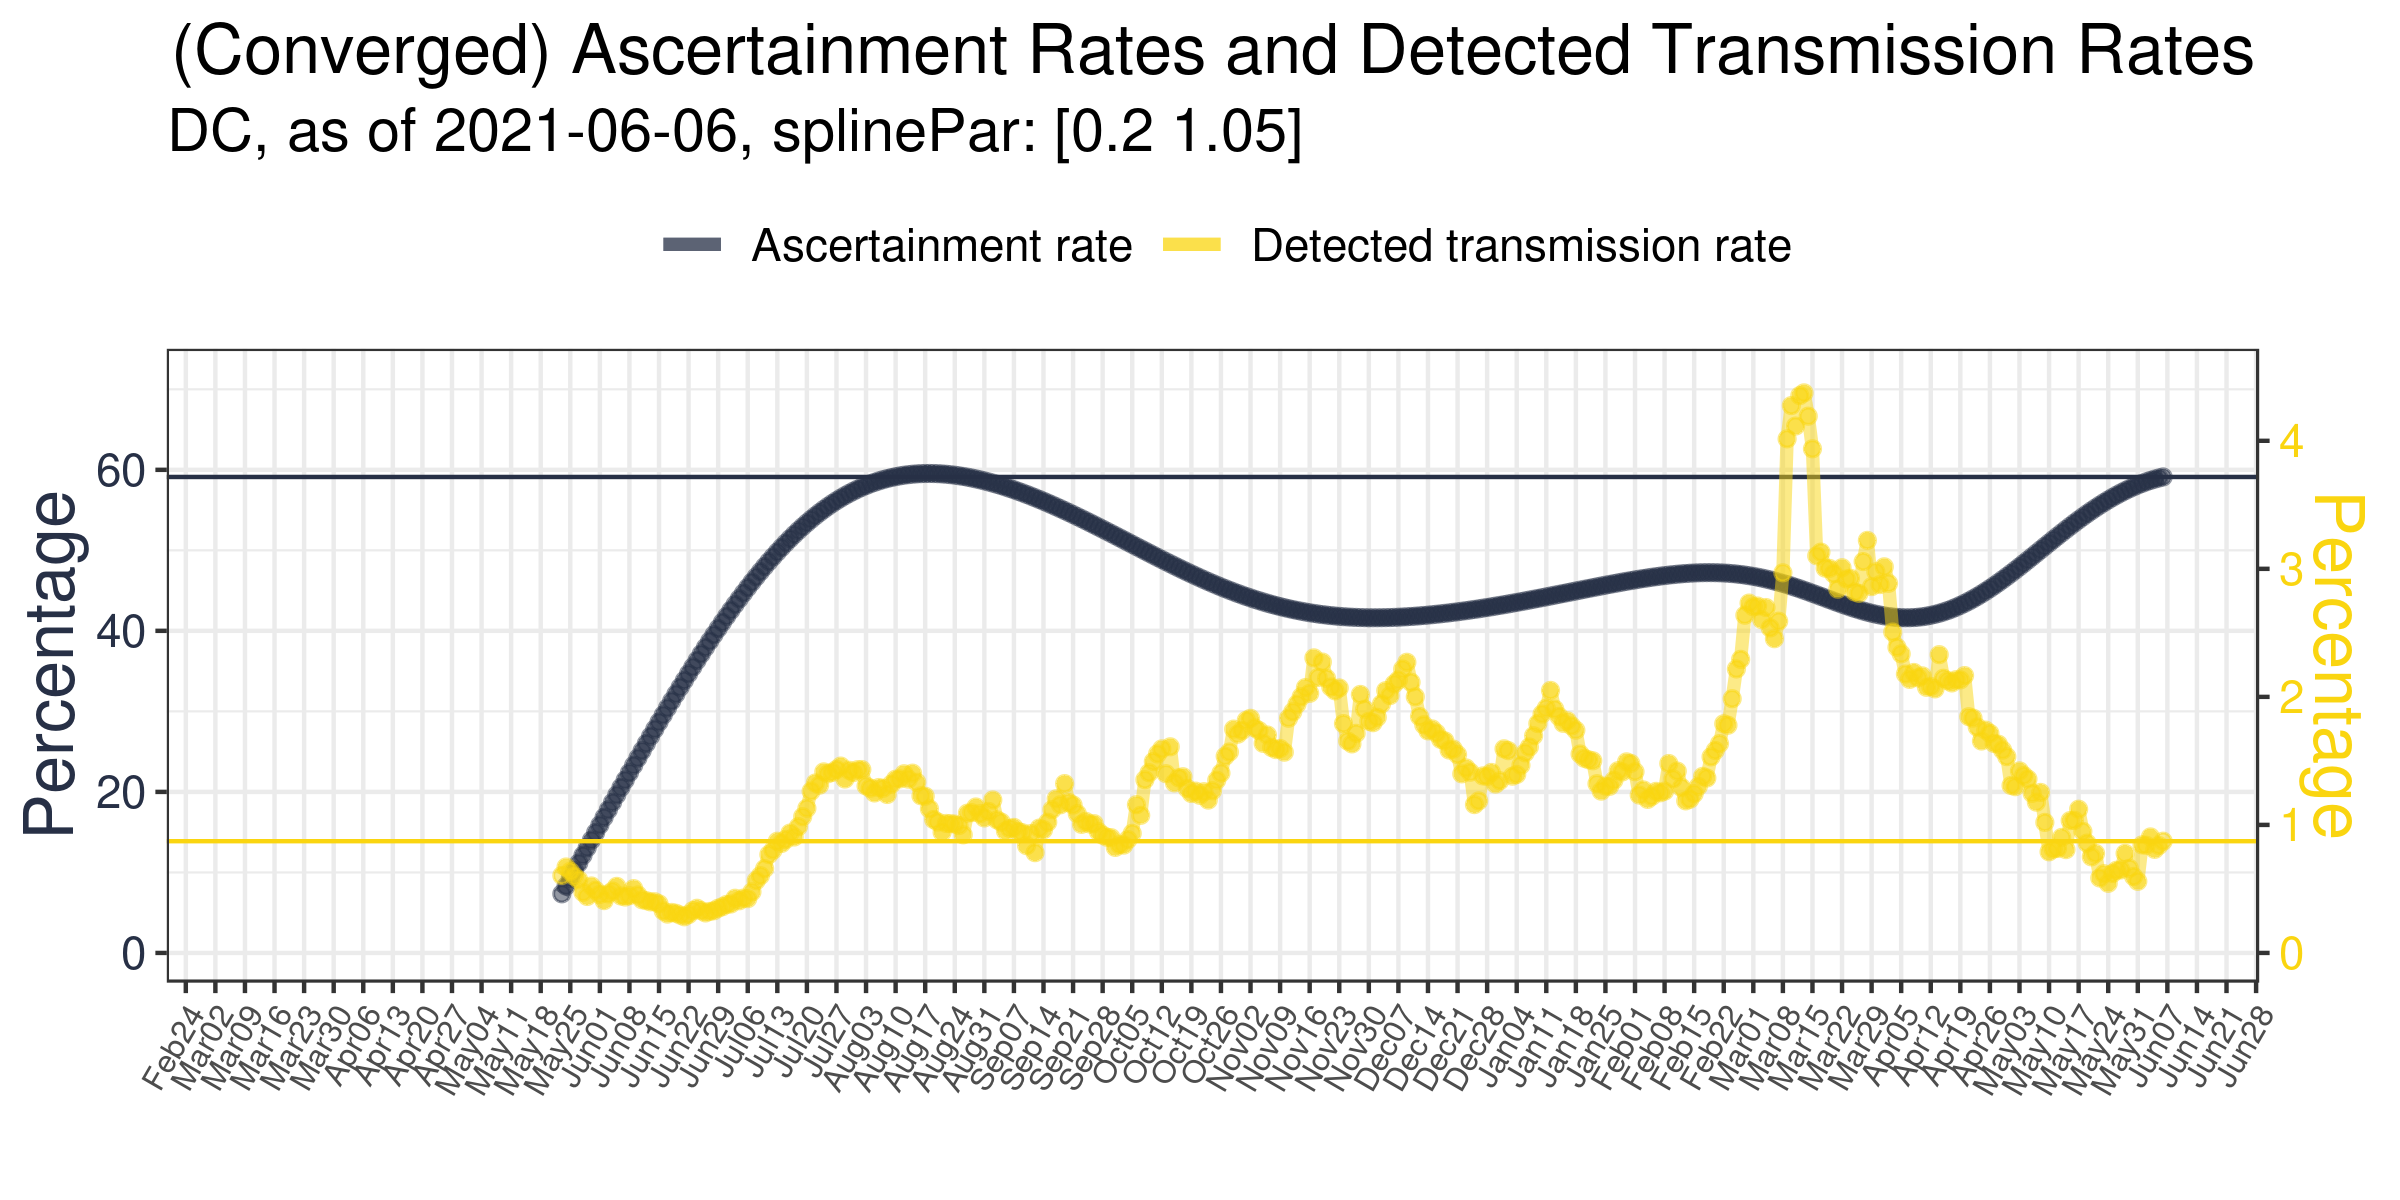 (Converged) Ascertainment Rates and Detected Transmission Rates
DC, as of 2021-06-06, splinePar: [0.2 1.05]
Ascertainment rate Detected transmission rate
Percentage
60
40
20
0
4
3
2
1
0
Percentage
Feb24 Mar02 Mar09 Mar16 Mar23 Mar30 Apr06 Apr13 Apr20 Apr27 May04 May11 May18 May25 Jun01 Jun08 Jun15 Jun22 Jun29 Jul06 Jul13 Jul20 Jul27 Aug03 Aug10 Aug17 Aug24 Aug31 Sep07 Sep14 Sep21 Sep28 Oct05 Oct12 Oct19 Oct26 Nov02 Nov09 Nov16 Nov23 Nov30 Dec07 Dec14 Dec21 Dec28 Jan04 Jan11 Jan18 Jan25 Feb01 Feb08 Feb15 Feb22 Mar01 Mar08 Mar15 Mar22 Mar29 Apr05 Apr12 Apr19 Apr26 May03 May10 May17 May24 May31 Jun07 Jun14 Jun21 Jun28